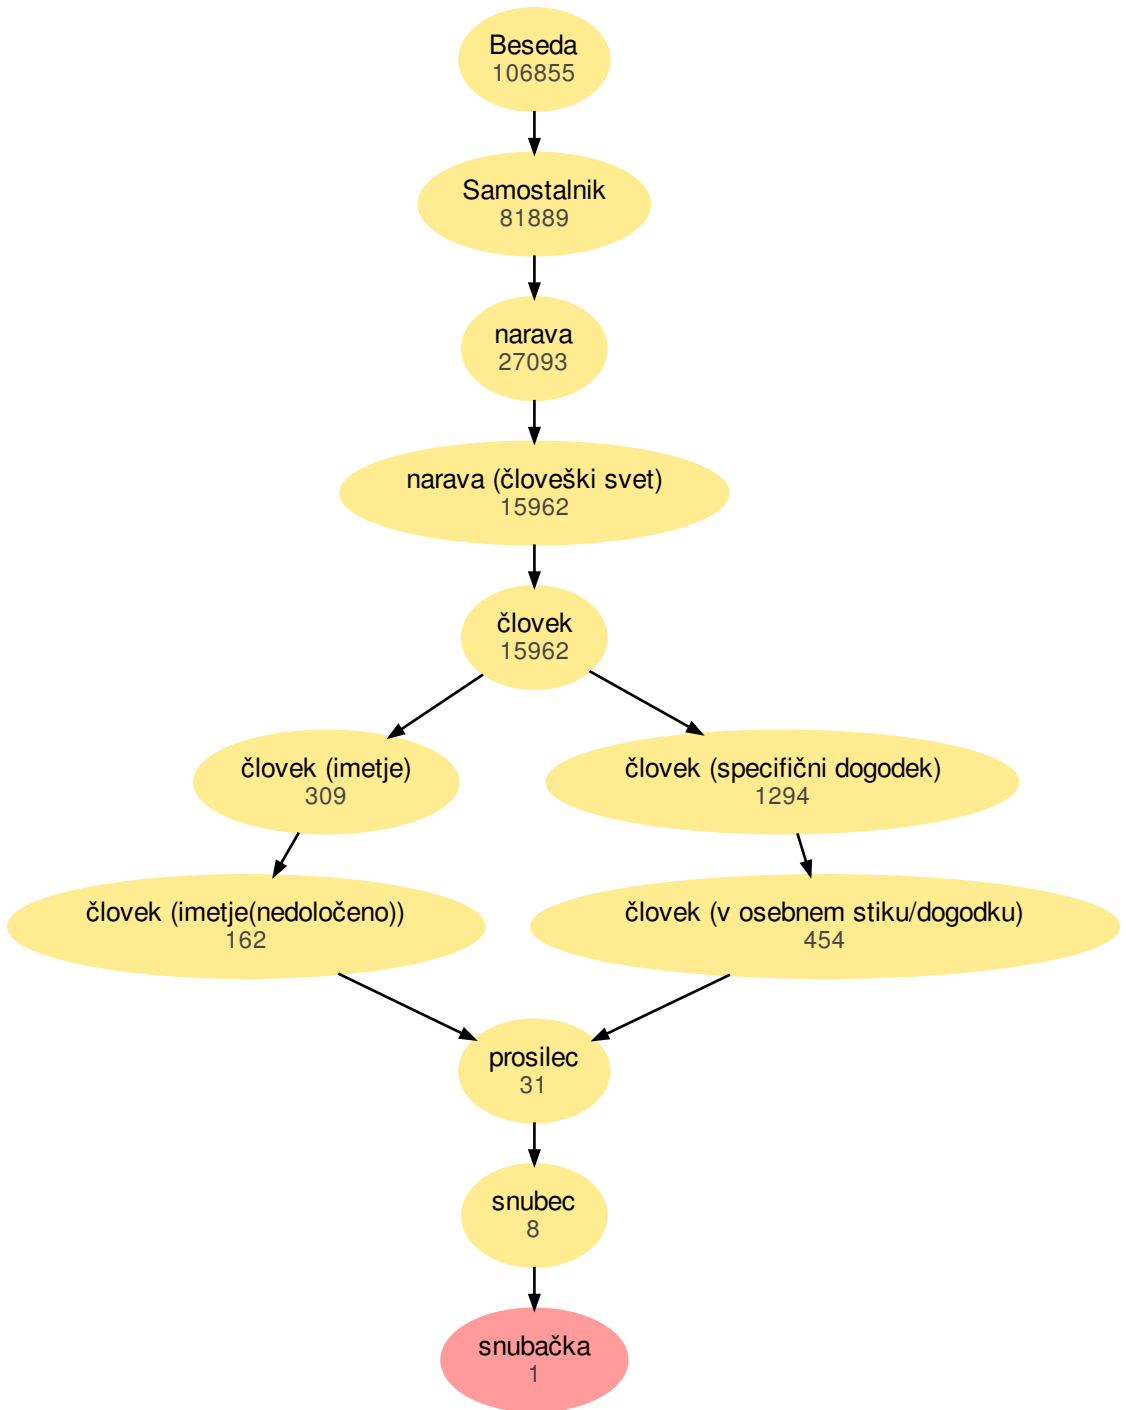 Beseda
106855
Samostalnik
81889
narava
27093
narava (človeški svet)
15962
človek
15962
človek (imetje)
309
človek (specifični dogodek)
1294
človek (imetje(nedoločeno))
162
človek (v osebnem stiku/dogodku)
454
prosilec
31
snubec
8
snubačka
1